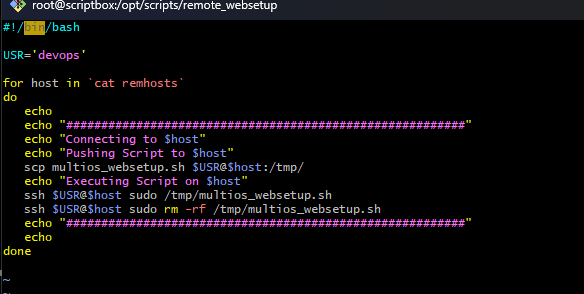 root@scriptbox:/opt/scripts/remote_websetup
#!/bin/bash
USR='devops'
for host in `cat remhosts`
do
echo
echo "#########################################################"
echo "Connecting to $host"
echo "Pushing Script to $host"
scp multios_websetup.sh $USR@$host:/tmp/
echo "Executing Script on $host"
ssh $USR@$host sudo /tmp/multios_websetup.sh
ssh $USR@$host sudo rm -rf /tmp/multios_websetup.sh
echo "#########################################################"
echo
done
~
~